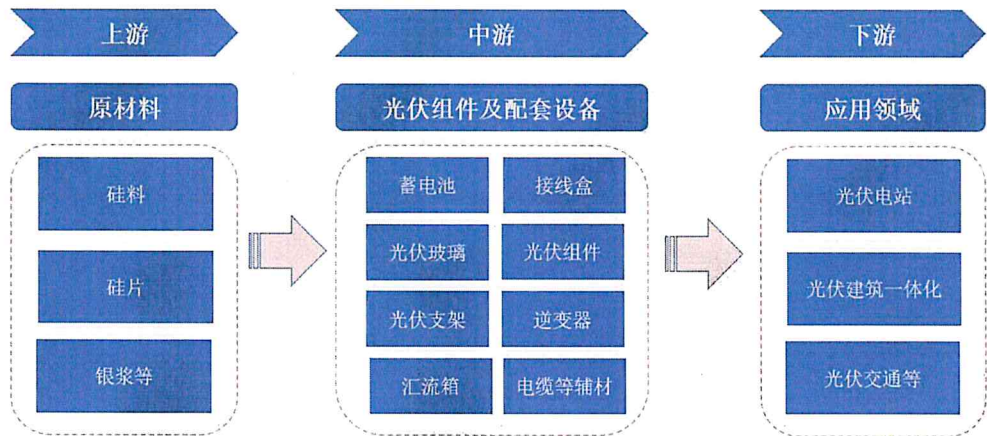 上游
中游
下游
原材料
光伏组件及配套设备
应用领域
硅料
硅片
银浆等
蓄电池
接线盒
光伏玻璃
光伏组件
光伏支架
逆变器
汇流箱
电缆等辅材
光伏电站
光伏建筑一体化
光伏交通等